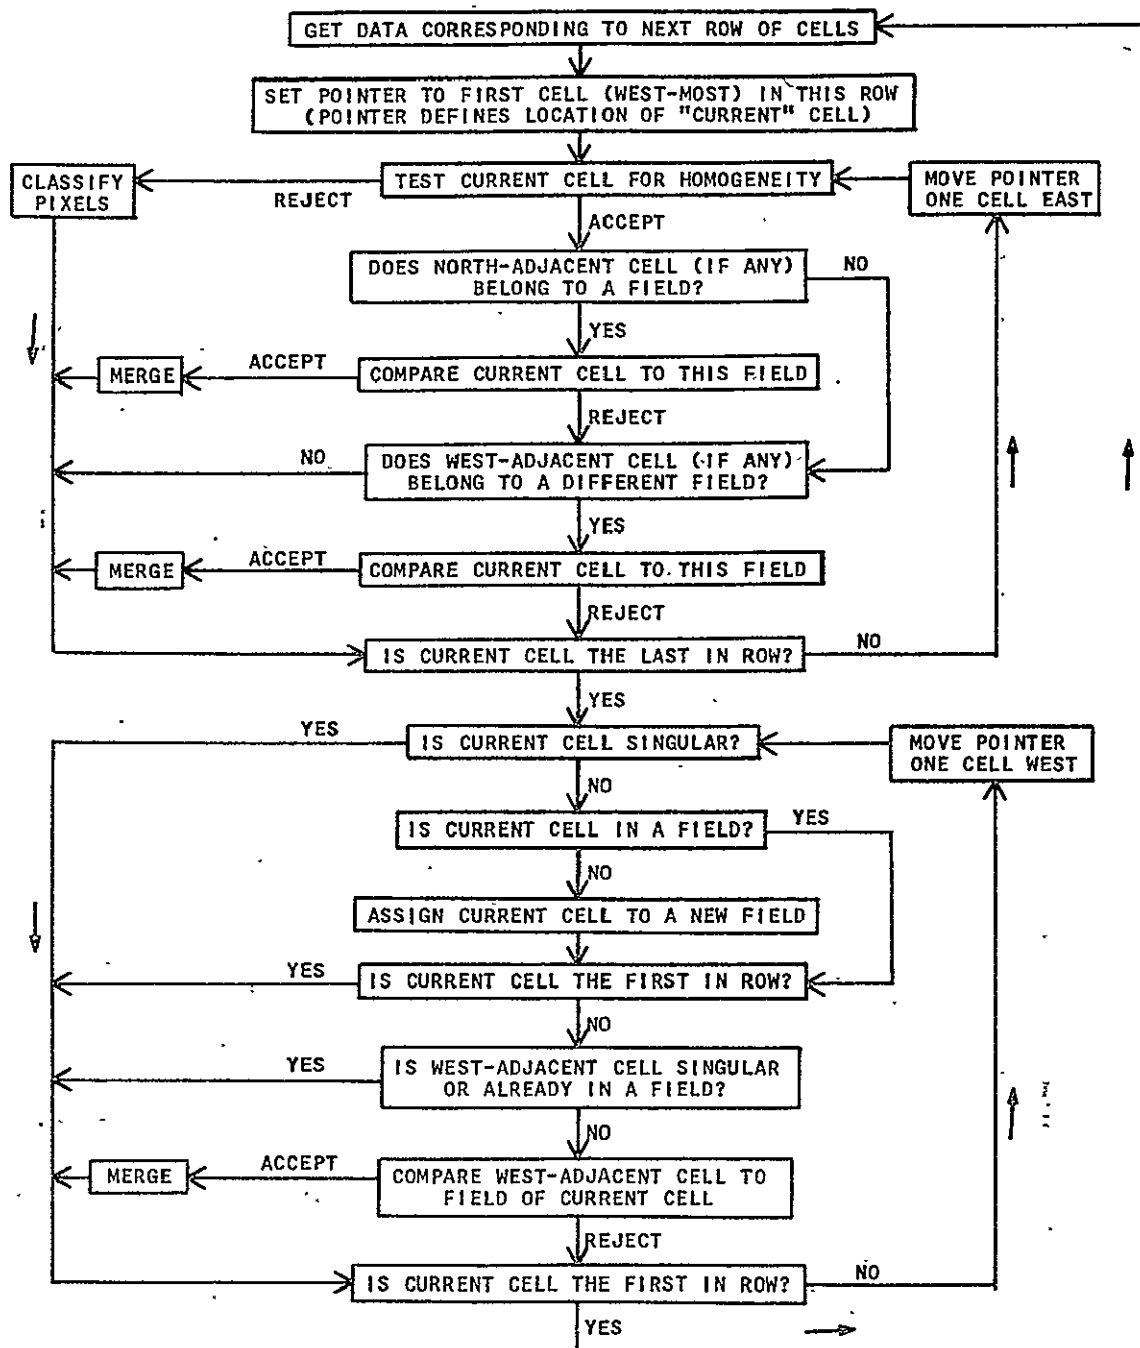 GET DATA CORRESPONDING TO NEXT ROW OF CELLS
SET POINTER TO FIRST CELL (WEST-MOST) IN THIS ROW
(POINTER DEFINES LOCATION OF "CURRENT" CELL)
CLASSIFY
PIXELS
REJECT
TEST CURRENT CELL FOR HOMOGENEITY
MOVE POINTER
ONE CELL EAST
ACCEPT
DOES NORTH-ADJACENT CELL (IF ANY)
BELONG TO A FIELD?
NO
YES
MERGE
ACCEPT
COMPARE CURRENT CELL TO THIS FIELD
REJECT
NO
DOES WEST-ADJACENT CELL (IF ANY)
BELONG TO A DIFFERENT FIELD?
YES
MERGE
ACCEPT
COMPARE CURRENT CELL TO THIS FIELD
REJECT
IS CURRENT CELL THE LAST IN ROW?
NO
YES
YES
IS CURRENT CELL SINGULAR?
MOVE POINTER
ONE CELL WEST
NO
IS CURRENT CELL IN A FIELD?
YES
NO
ASSIGN CURRENT CELL TO A NEW FIELD
YES
IS CURRENT CELL THE FIRST IN ROW?
NO
YES
IS WEST-ADJACENT CELL SINGULAR
OR ALREADY IN A FIELD?
NO
MERGE
ACCEPT
COMPARE WEST-ADJACENT CELL TO
FIELD OF CURRENT CELL
REJECT
IS CURRENT CELL THE FIRST IN ROW?
NO
YES